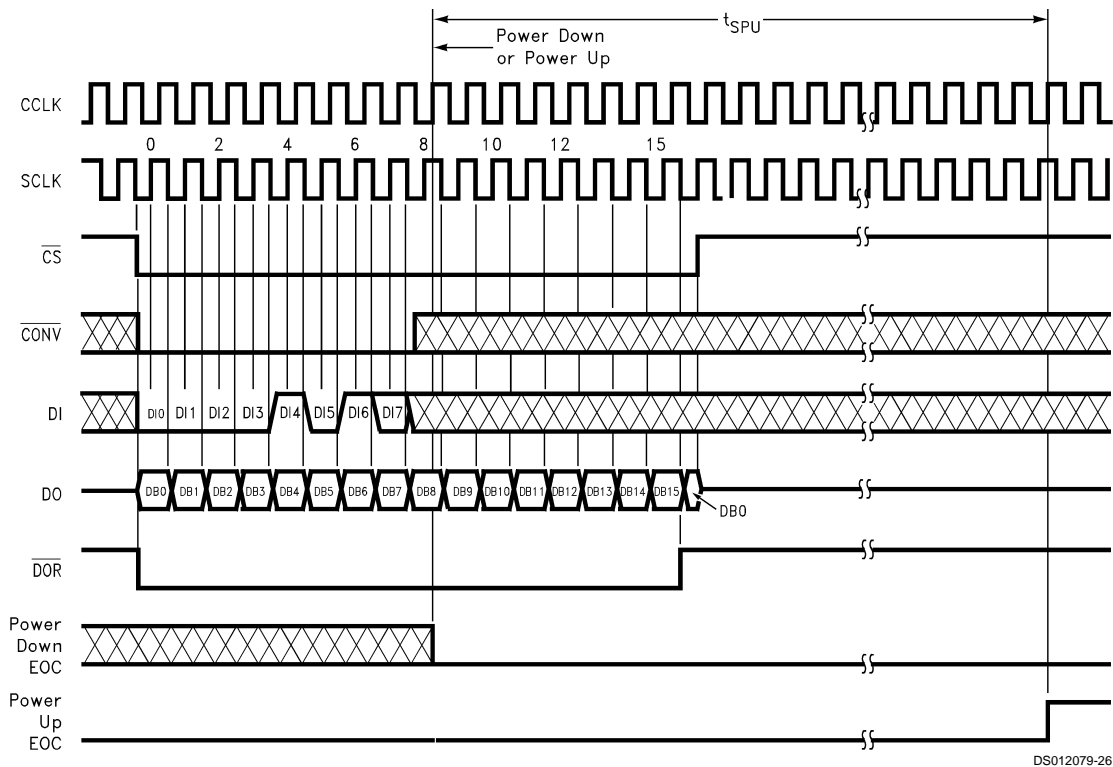 tSPU
Power Down
or Power Up
CCLK
0 2 4 6 8 10 12 15
SCLK
CS
CONV
DI DI0 DI1 DI2 DI3 DI4 DI5 DI6 DI7
DO DB0 DB1 DB2 DB3 DB4 DB5 DB6 DB7 DB8 DB9 DB10 DB11 DB12 DB13 DB14 DB15
DB0
DOR
Power
Down
EOC
Power
Up
EOC
DS012079-26